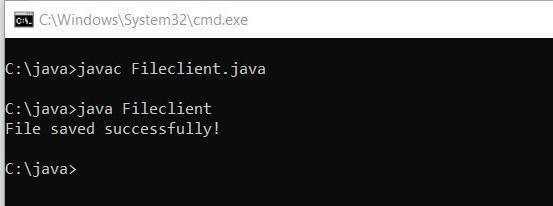 C:\Windows\System32\cmd.exe
C:\java>javac Fileclient.java
C:\java>java Fileclient
File saved successfully!
C:\java>